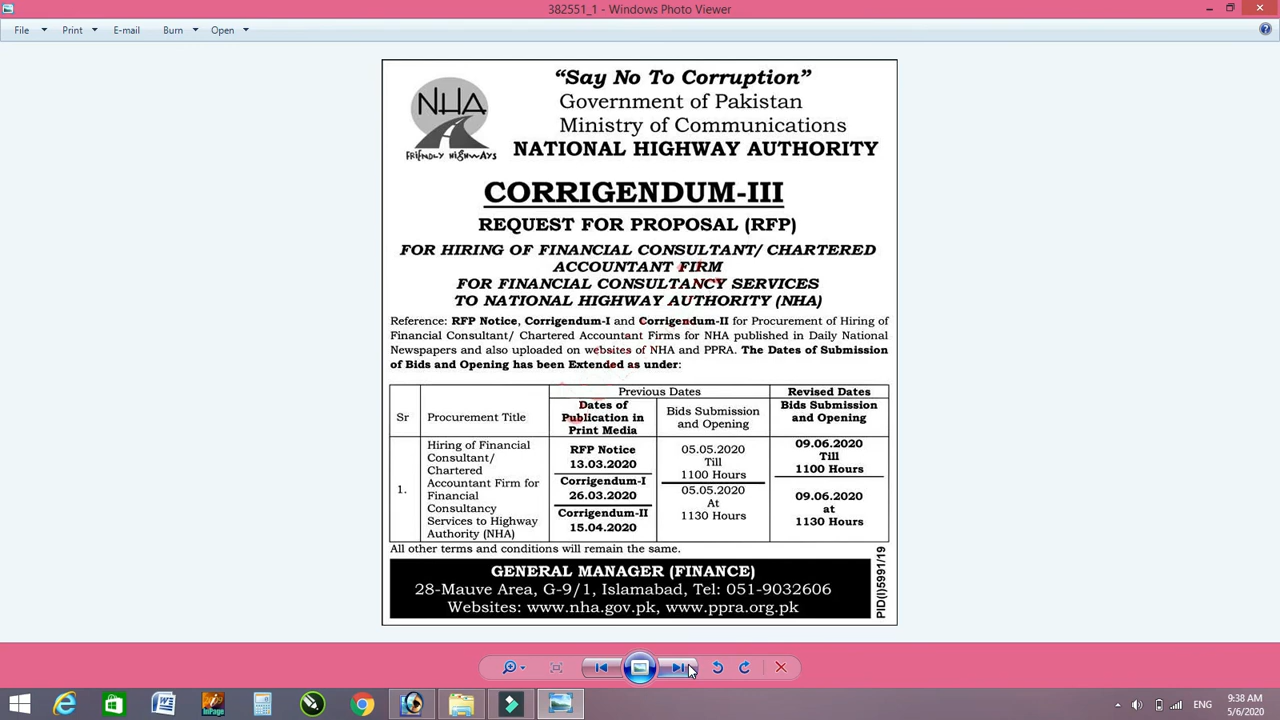 382551_1 - Windows Photo Viewer
File Print E-mail Burn Open
NHA
FRIENDLY HIGHWAYS
"Say No To Corruption"
Government of Pakistan
Ministry of Communications
NATIONAL HIGHWAY AUTHORITY
CORRIGENDUM-III
REQUEST FOR PROPOSAL (RFP)
FOR HIRING OF FINANCIAL CONSULTANT/ CHARTERED
ACCOUNTANT FIRM
FOR FINANCIAL CONSULTANCY SERVICES
TO NATIONAL HIGHWAY AUTHORITY (NHA)
Reference: RFP Notice, Corrigendum-I and Corrigendum-II for Procurement of Hiring of
Financial Consultant/ Chartered Accountant Firms for NHA published in Daily National
Newspapers and also uploaded on websites of NHA and PPRA. The Dates of Submission
of Bids and Opening has been Extended as under:
Sr
Procurement Title
Previous Dates
Revised Dates
Dates of
Publication in
Print Media
Bids Submission
and Opening
Bids Submission
and Opening
1.
Hiring of Financial
Consultant/
Chartered
Accountant Firm for
Financial
Consultancy
Services to Highway
Authority (NHA)
RFP Notice
13.03.2020
Corrigendum-I
26.03.2020
Corrigendum-II
15.04.2020
05.05.2020
Till
1100 Hours
05.05.2020
At
1130 Hours
09.06.2020
Till
1100 Hours
09.06.2020
at
1130 Hours
All other terms and conditions will remain the same.
GENERAL MANAGER (FINANCE)
28-Mauve Area, G-9/1, Islamabad, Tel: 051-9032606
Websites: www.nha.gov.pk, www.ppra.org.pk
PID(I)5991/19
InPage
ENG
9:38 AM
5/6/2020